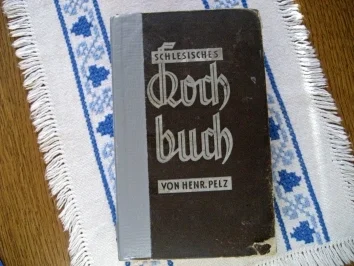 SCHLESISCHES
Koch
buch
VON HENR. PELZ